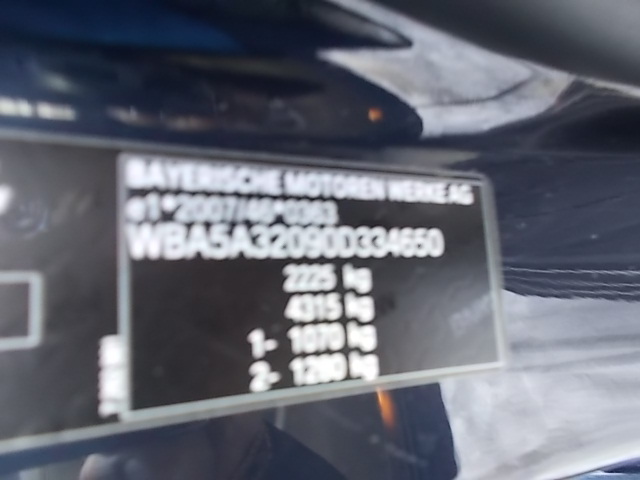 BAYERISCHE MOTOREN WERKE AG
e1*2007/46*0363
WBA5A32090D334650
2225 kg
4315 kg
1- 1070 kg
2- 1280 kg